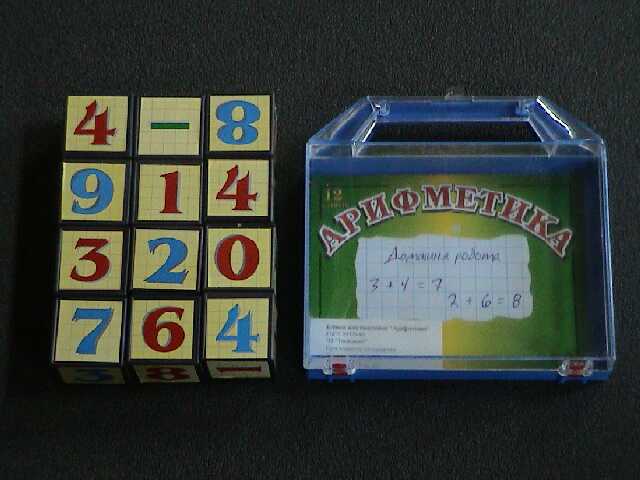 4 – 8
9 1 4
3 2 0
7 6 4
12
АРИФМЕТИКА
Домашня робота
3 + 4 = 7
2 + 6 = 8